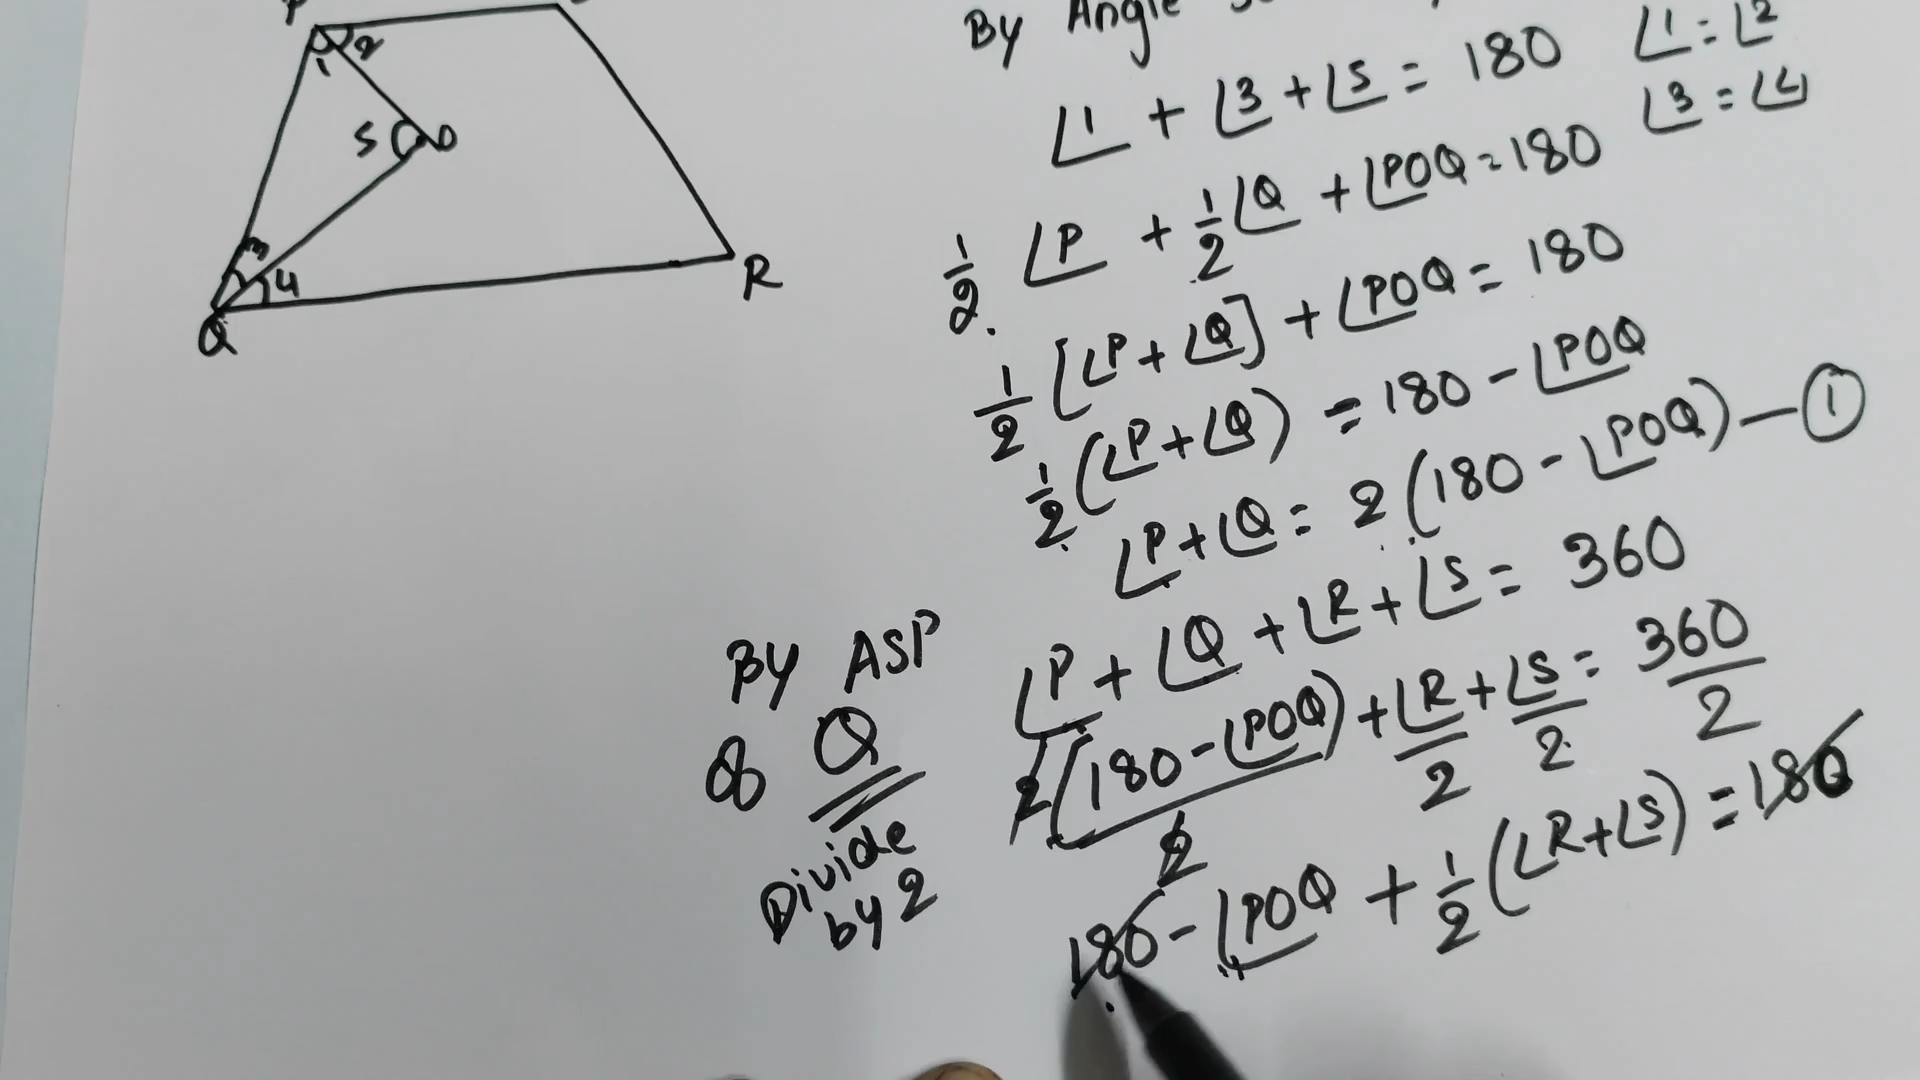 P
2
1
5
O
3
4
Q
R
By Angle
∠1 + ∠3 + ∠5 = 180
∠1 = ∠2
∠3 = ∠4
1/2 ∠P + 1/2 ∠Q + ∠POQ = 180
1/2 [∠P + ∠Q] + ∠POQ = 180
1/2 (∠P + ∠Q) = 180 - ∠POQ
∠P + ∠Q = 2 (180 - ∠POQ) — ①
By ASP
of Q
Divide
by 2
∠P + ∠Q + ∠R + ∠S = 360
2(180 - ∠POQ)/2 + ∠R/2 + ∠S/2 = 360/2
180 - ∠POQ + 1/2 (∠R + ∠S) = 180